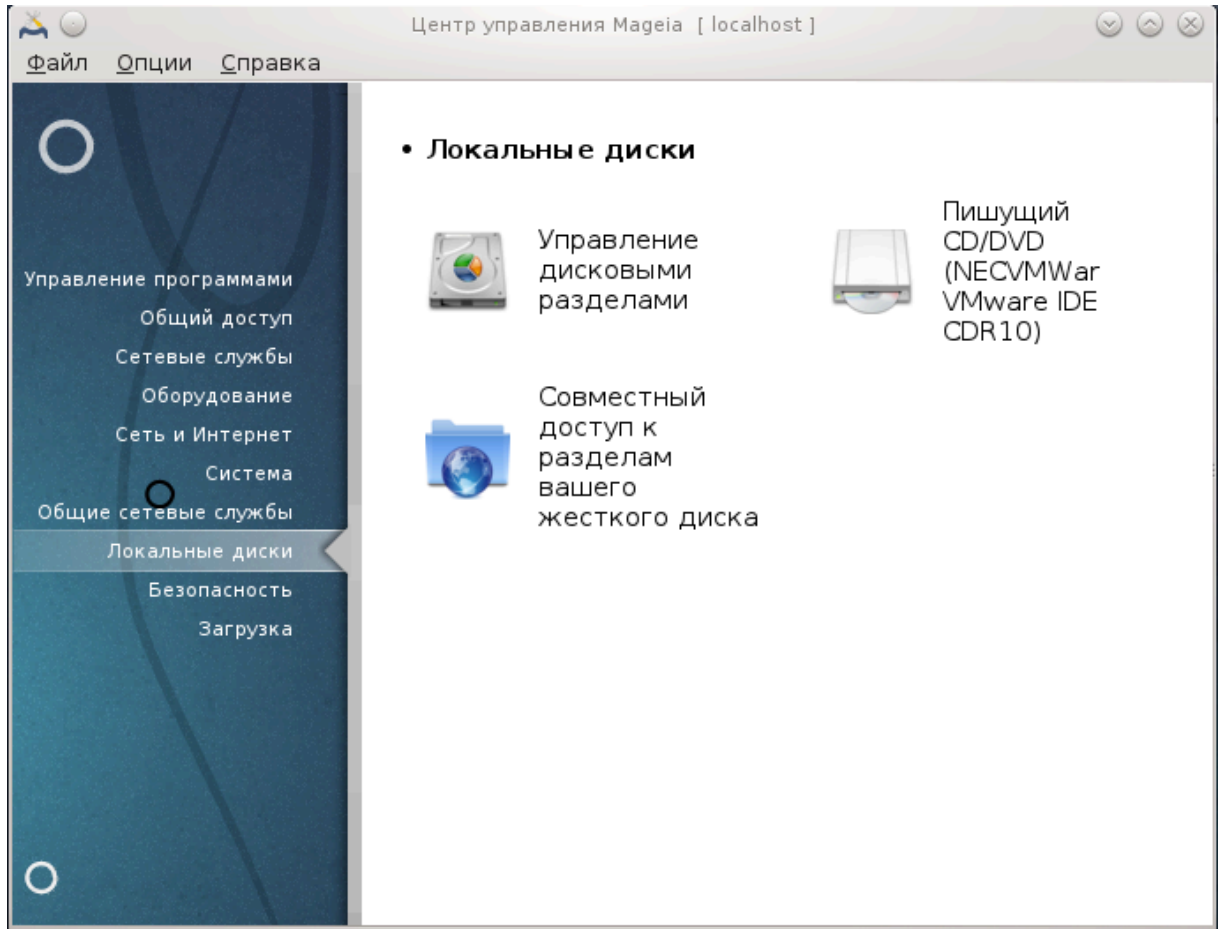 Центр управления Mageia [ localhost ]
Файл Опции Справка
Управление программами
Общий доступ
Сетевые службы
Оборудование
Сеть и Интернет
Система
Общие сетевые службы
Локальные диски
Безопасность
Загрузка
• Локальные диски
Управление
дисковыми
разделами
Пишущий
CD/DVD
(NECVMWar
VMware IDE
CDR10)
Совместный
доступ к
разделам
вашего
жесткого диска